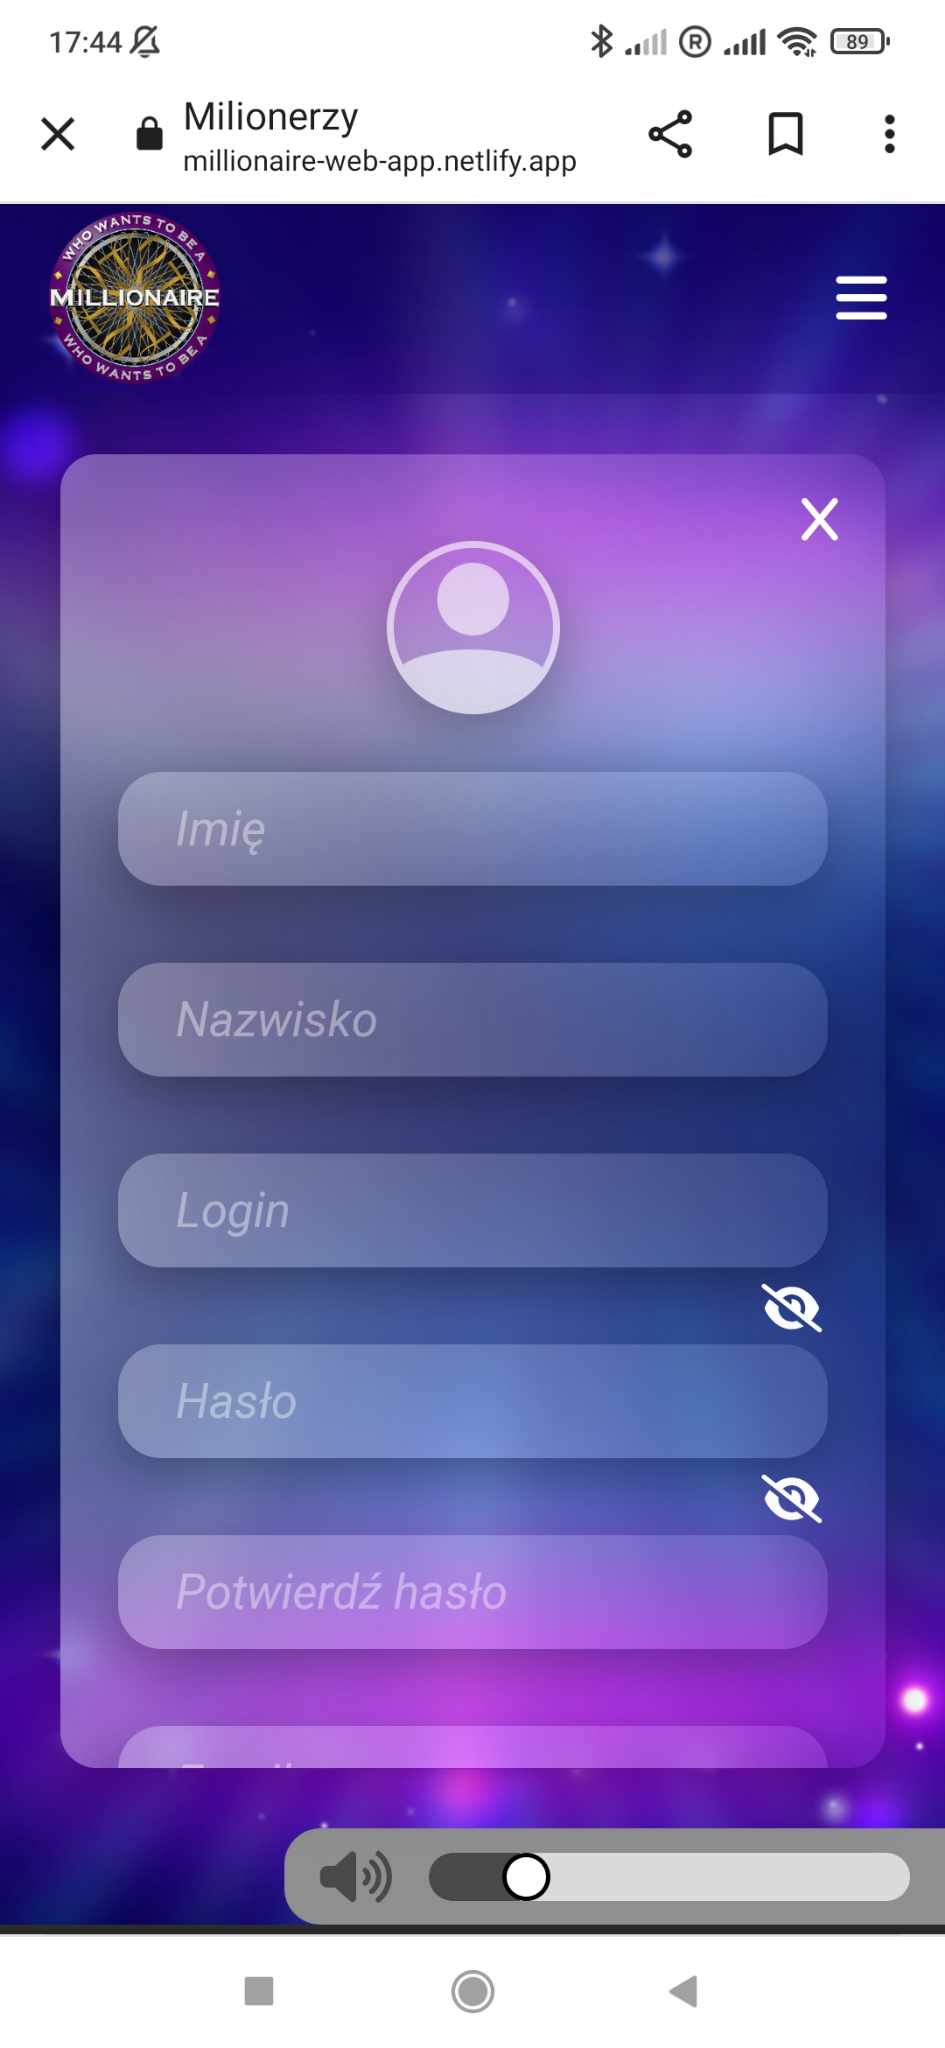 17:44
R
89
Milionerzy
millionaire-web-app.netlify.app
WHO WANTS TO BE A
MILLIONAIRE
WHO WANTS TO BE A
Imię
Nazwisko
Login
Hasło
Potwierdź hasło